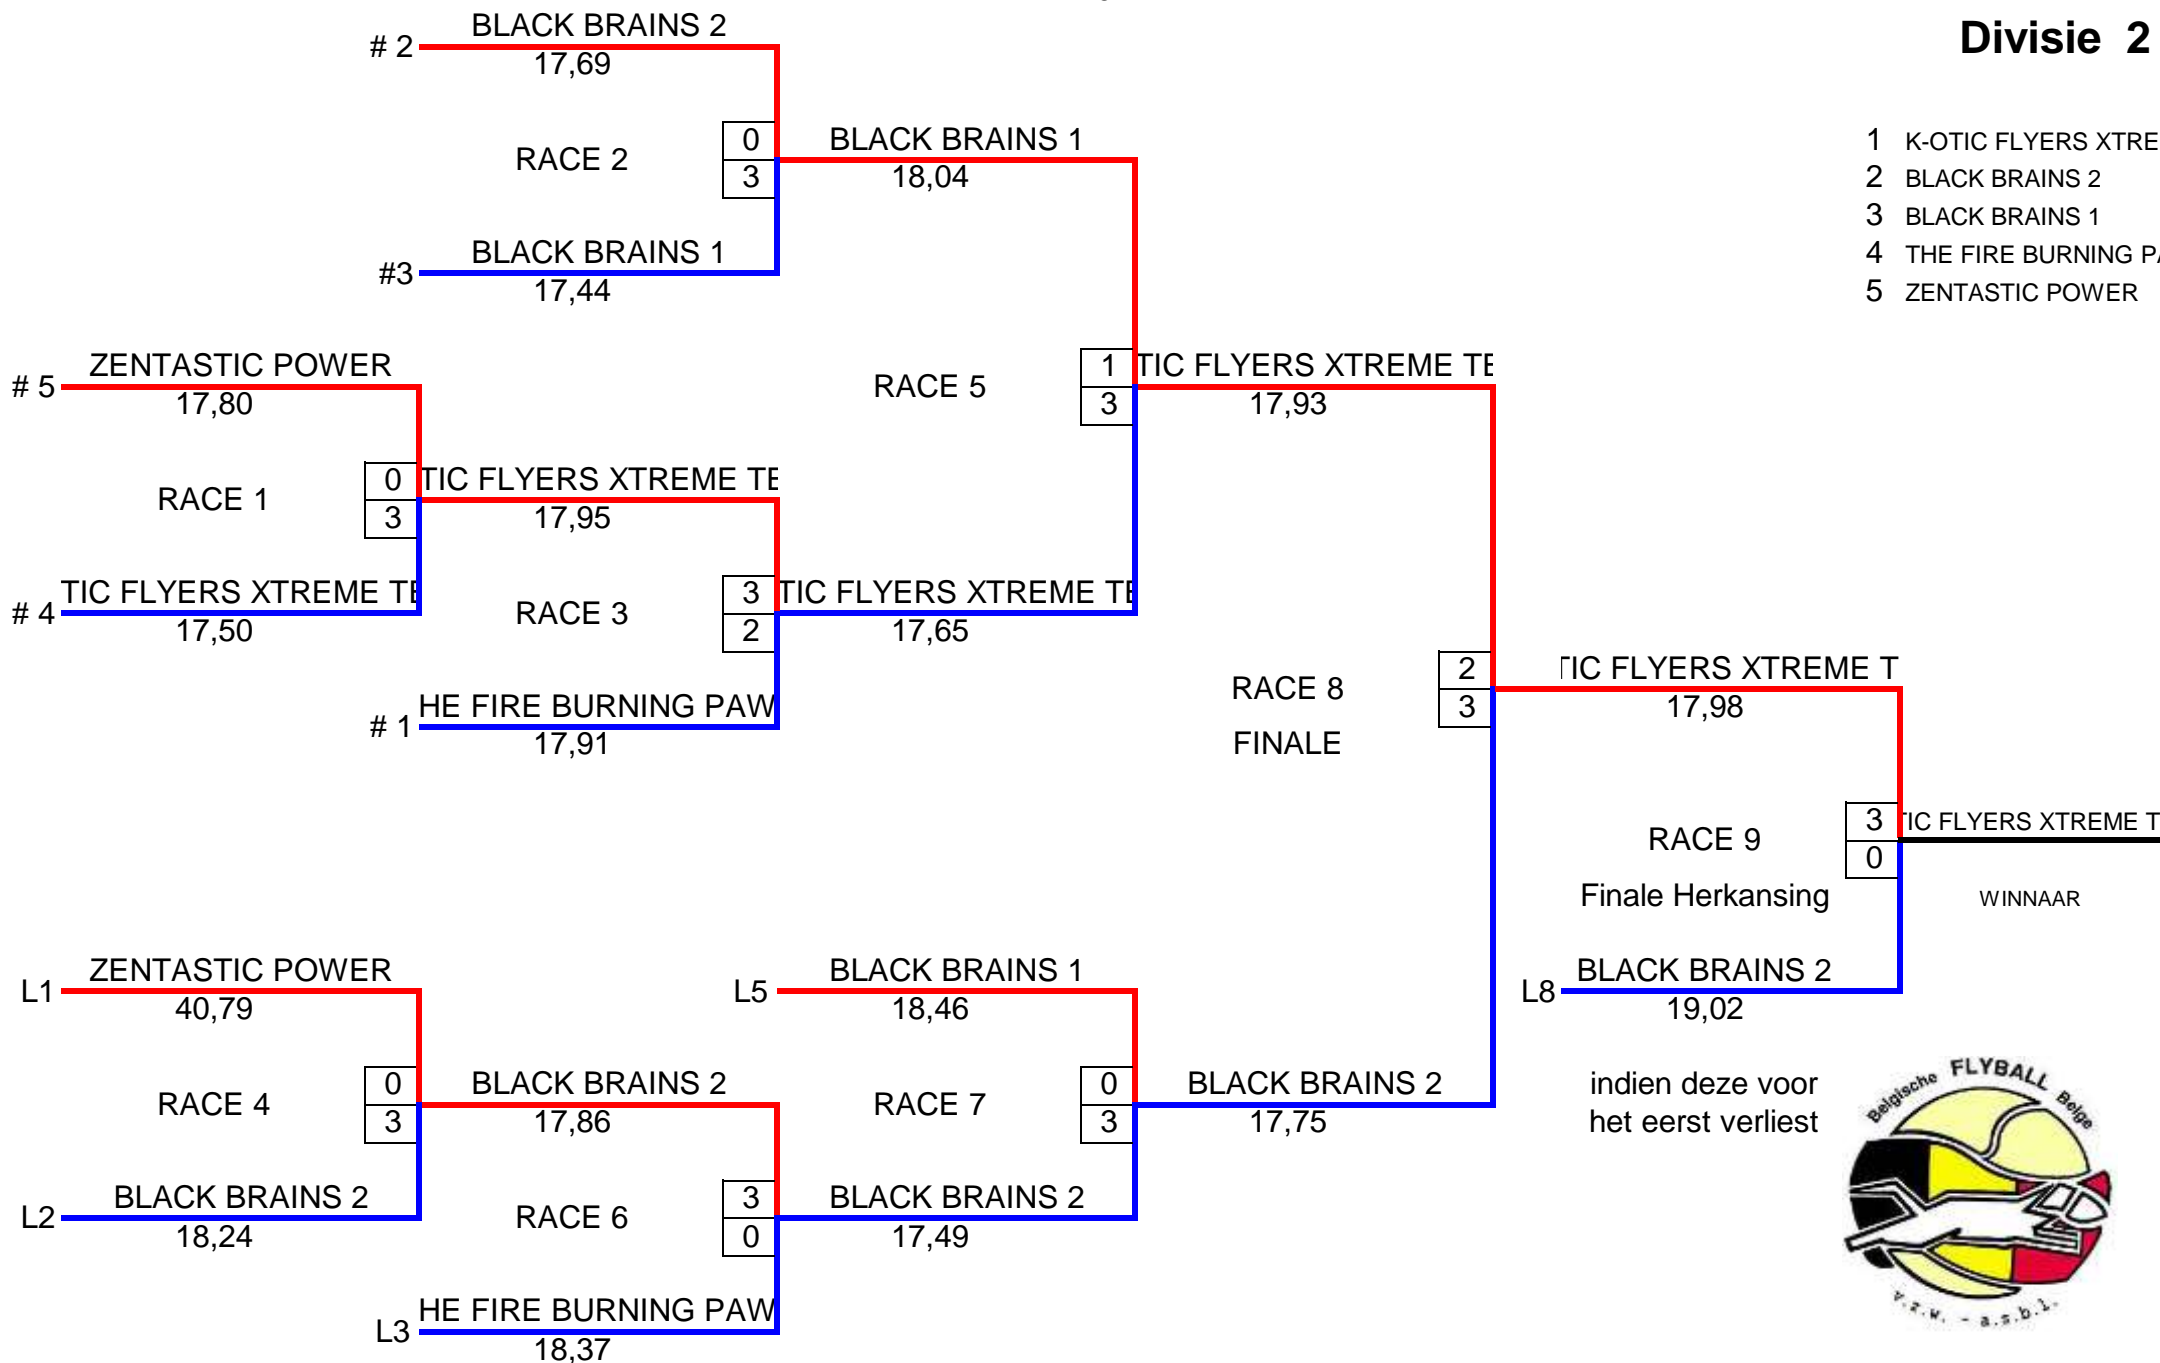 BLACK BRAINS 2
# 2
17,69
Divisie 2
RACE 2
0
3
BLACK BRAINS 1
18,04
#3
BLACK BRAINS 1
17,44
1 K-OTIC FLYERS XTRE
2 BLACK BRAINS 2
3 BLACK BRAINS 1
4 THE FIRE BURNING PA
5 ZENTASTIC POWER
# 5
ZENTASTIC POWER
17,80
RACE 5
1
3
TIC FLYERS XTREME TE
17,93
RACE 1
0
3
TIC FLYERS XTREME TE
17,95
# 4
TIC FLYERS XTREME TE
17,50
RACE 3
3
2
TIC FLYERS XTREME TE
17,65
# 1
HE FIRE BURNING PAW
17,91
RACE 8
FINALE
2
3
TIC FLYERS XTREME T
17,98
RACE 9
Finale Herkansing
3
0
TIC FLYERS XTREME T
WINNAAR
L1
ZENTASTIC POWER
40,79
L5
BLACK BRAINS 1
18,46
L8
BLACK BRAINS 2
19,02
RACE 4
0
3
BLACK BRAINS 2
17,86
RACE 7
0
3
BLACK BRAINS 2
17,75
indien deze voor
het eerst verliest
L2
BLACK BRAINS 2
18,24
RACE 6
3
0
BLACK BRAINS 2
17,49
L3
HE FIRE BURNING PAW
18,37
Belgische FLYBALL Belge
v.z.w. - a.s.b.l.